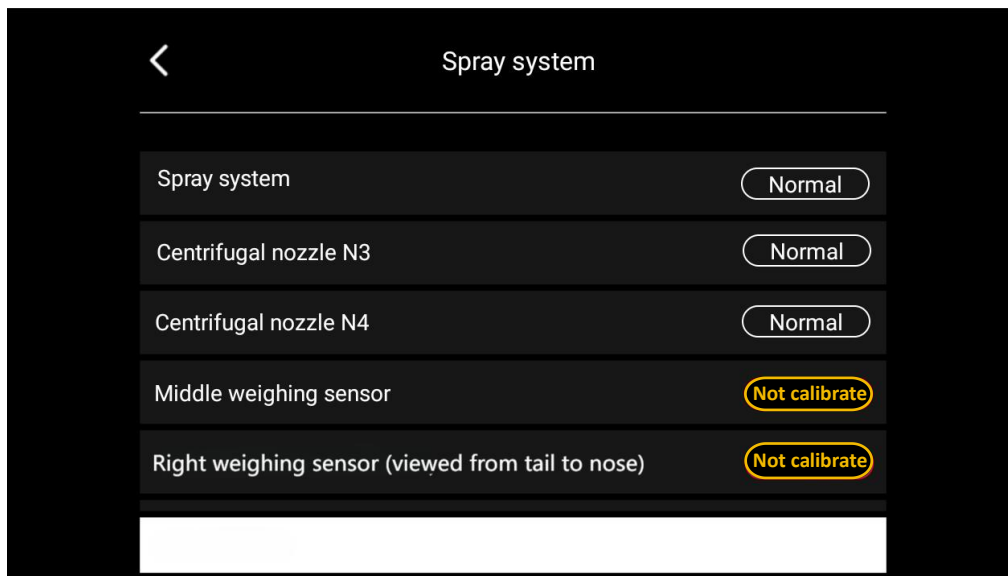 Spray system
Spray system Normal
Centrifugal nozzle N3 Normal
Centrifugal nozzle N4 Normal
Middle weighing sensor Not calibrate
Right weighing sensor (viewed from tail to nose) Not calibrate